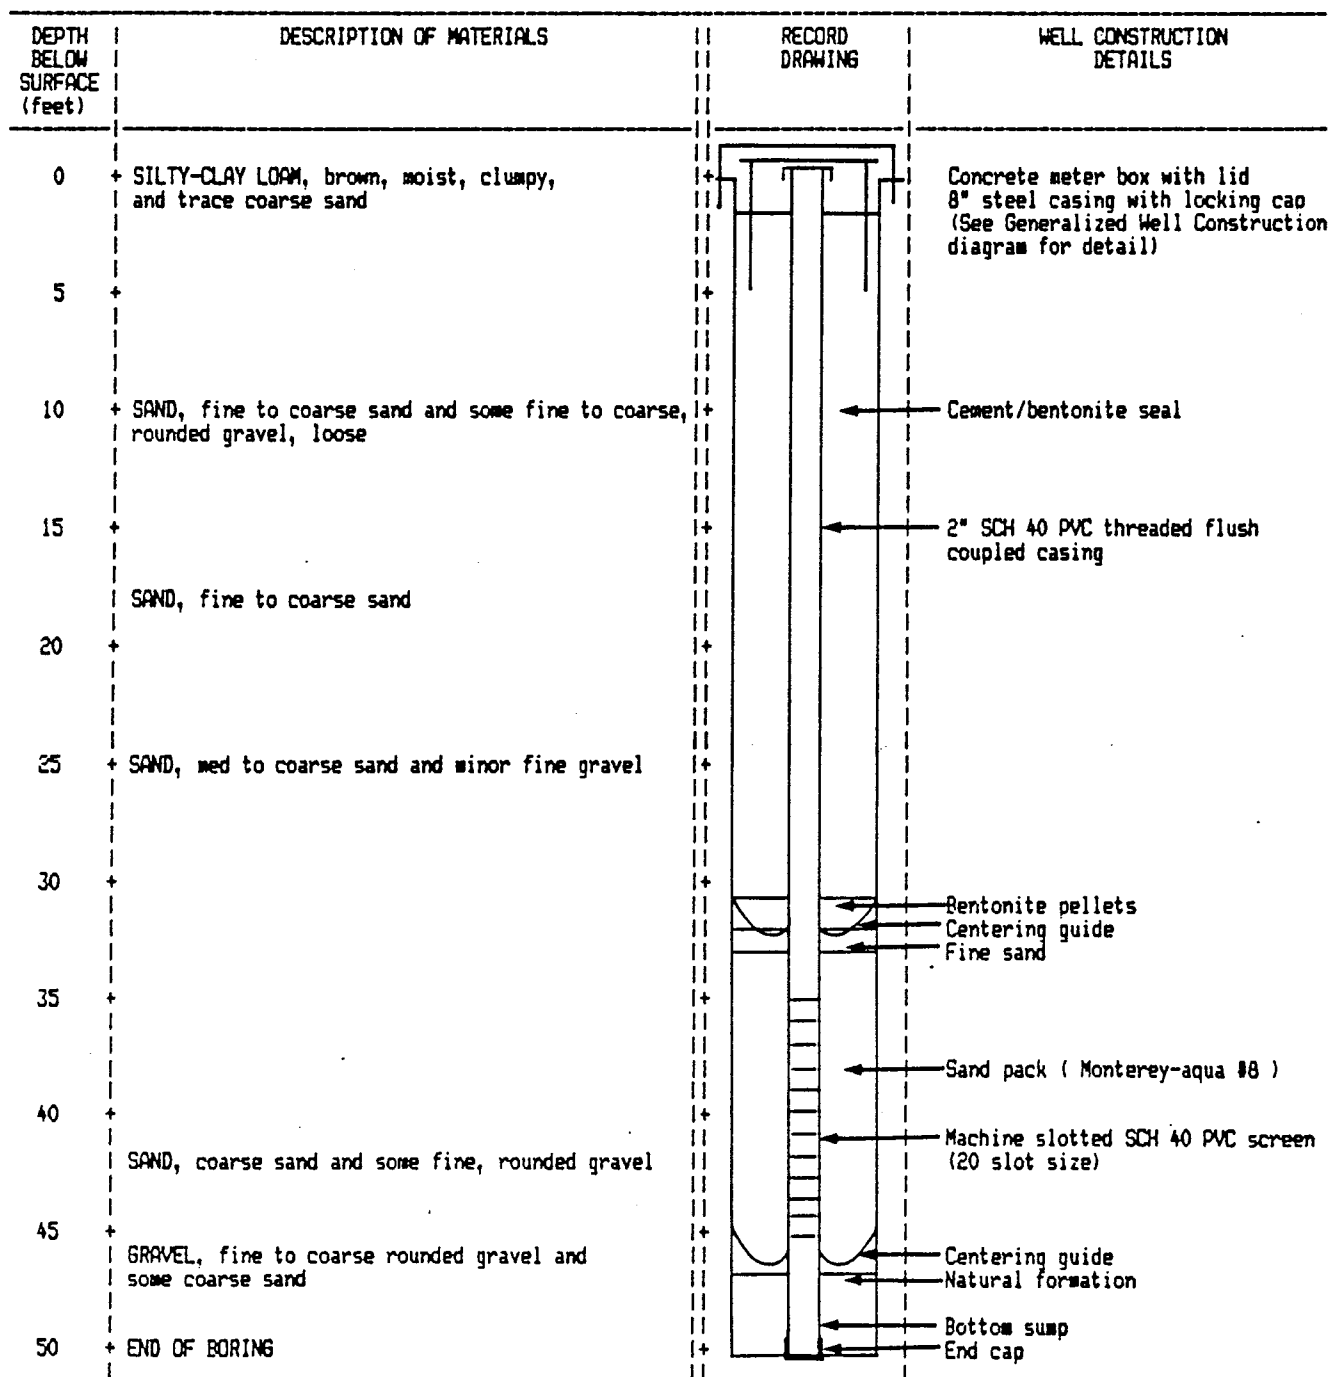 DEPTH BELOW SURFACE (feet)
DESCRIPTION OF MATERIALS
RECORD DRAWING
WELL CONSTRUCTION DETAILS
0
SILTY-CLAY LOAM, brown, moist, clumpy,
and trace coarse sand
Concrete meter box with lid
8" steel casing with locking cap
(See Generalized Well Construction
diagram for detail)
5
10
SAND, fine to coarse sand and some fine to coarse,
rounded gravel, loose
Cement/bentonite seal
15
2" SCH 40 PVC threaded flush
coupled casing
SAND, fine to coarse sand
20
25
SAND, med to coarse sand and minor fine gravel
30
Bentonite pellets
Centering guide
Fine sand
35
Sand pack ( Monterey-aqua #8 )
40
Machine slotted SCH 40 PVC screen
(20 slot size)
SAND, coarse sand and some fine, rounded gravel
45
GRAVEL, fine to coarse rounded gravel and
some coarse sand
Centering guide
Natural formation
Bottom sump
50
END OF BORING
End cap